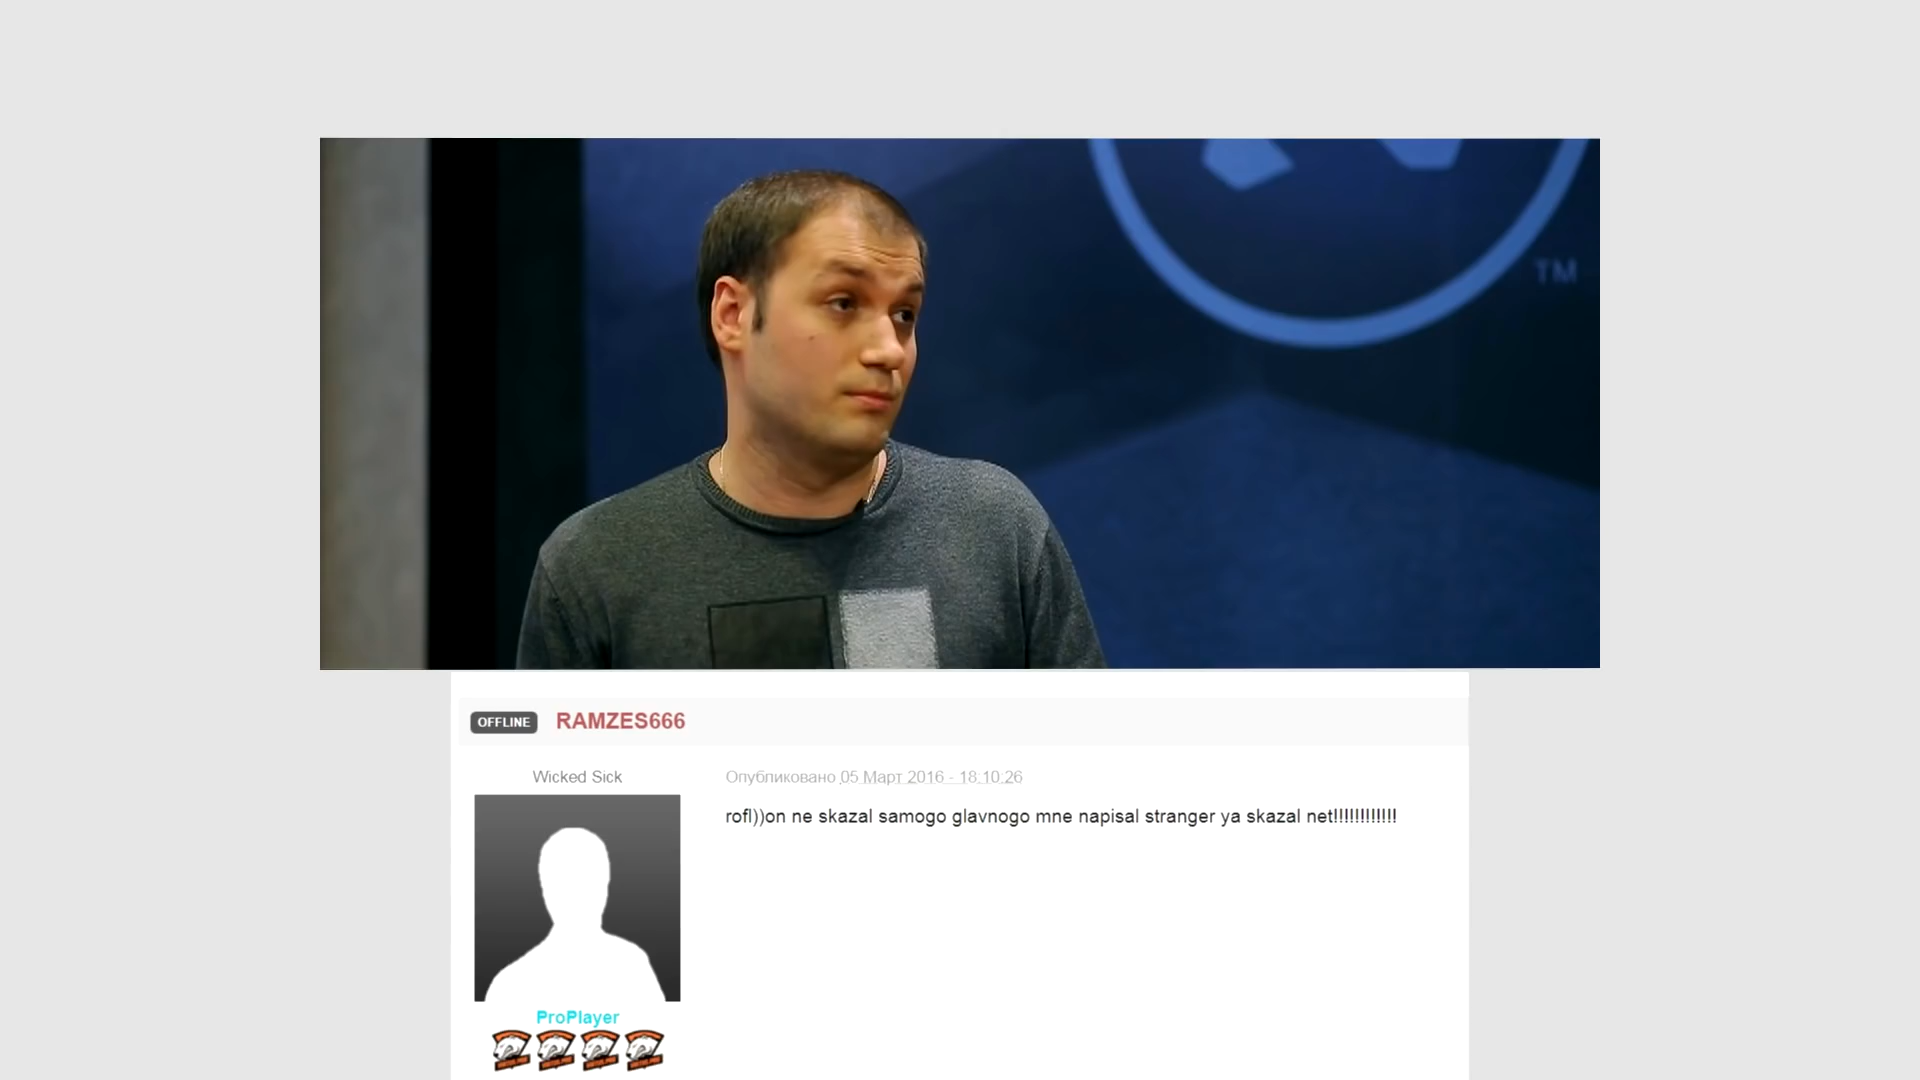 TM
OFFLINE RAMZES666
Wicked Sick
Опубликовано 05 Март 2016 - 18:10:26
rofl))on ne skazal samogo glavnogo mne napisal stranger ya skazal net!!!!!!!!!!!!
ProPlayer